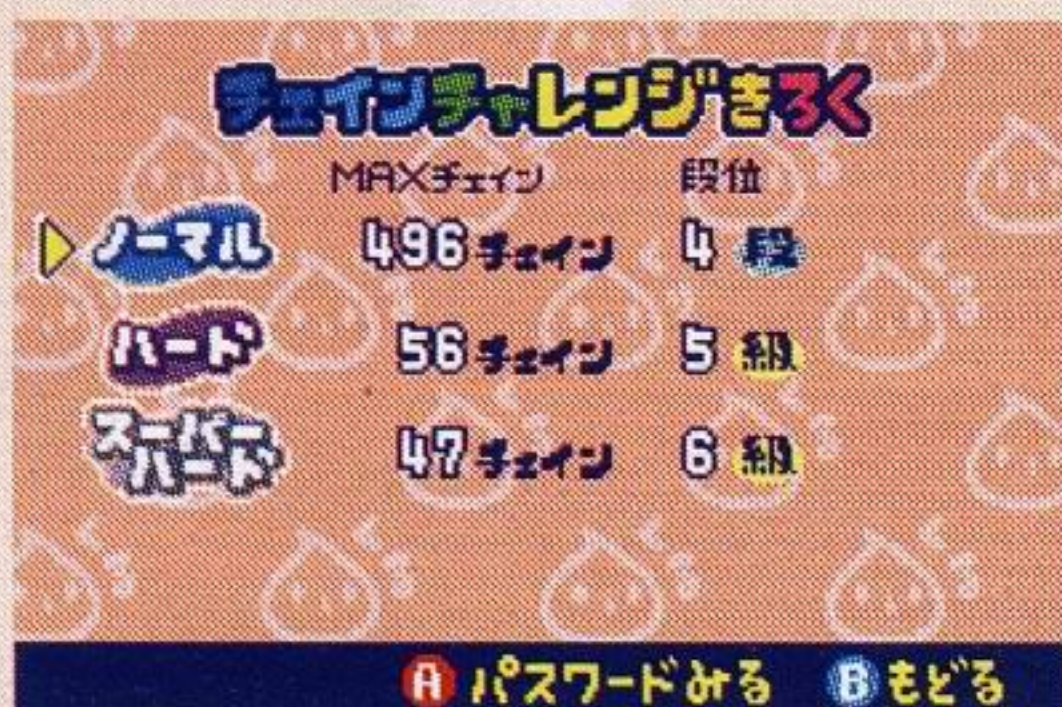 チェインチャレンジきろく
MAXチェイン 段位
ノーマル 496チェイン 4 段
ハード 56チェイン 5 級
スーパーハード 47チェイン 6 級
A パスワードみる B もどる